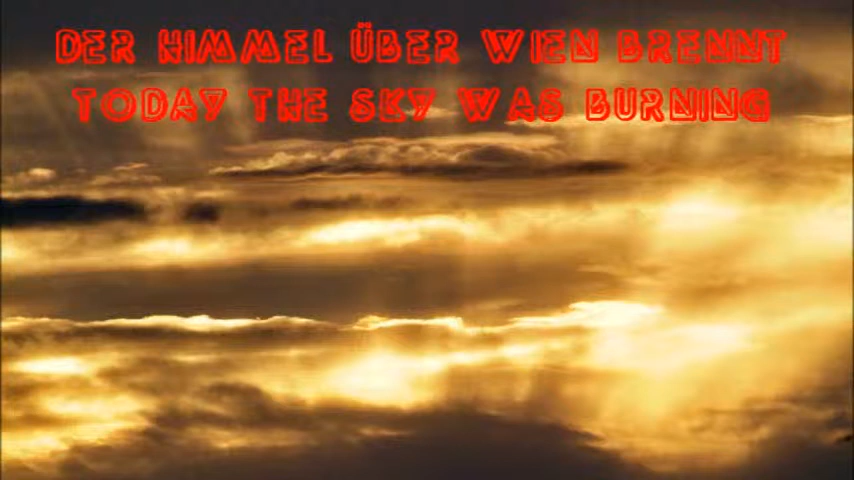 DER HIMMEL ÜBER WIEN BRENNT
TODAY THE SKY WAS BURNING